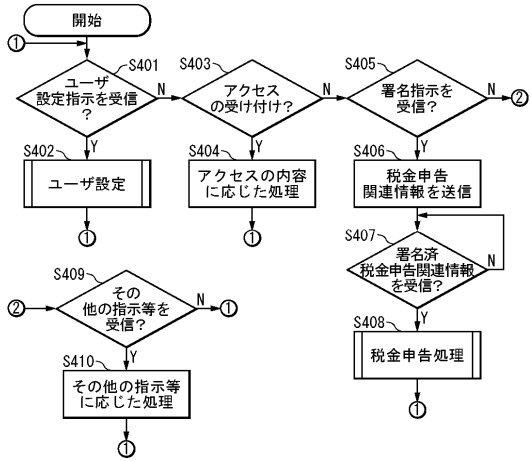 開始
①
S401
ユーザ
設定指示を受信
?
N
Y
S402
ユーザ設定
①
S403
アクセス
の受け付け?
N
Y
S404
アクセスの内容
に応じた処理
①
S405
署名指示を
受信?
N
②
Y
S406
税金申告
関連情報を送信
S407
署名済
税金申告関連情報
を受信?
N
Y
S408
税金申告処理
①
②
S409
その
他の指示等を
受信?
N
①
Y
S410
その他の指示等
に応じた処理
①